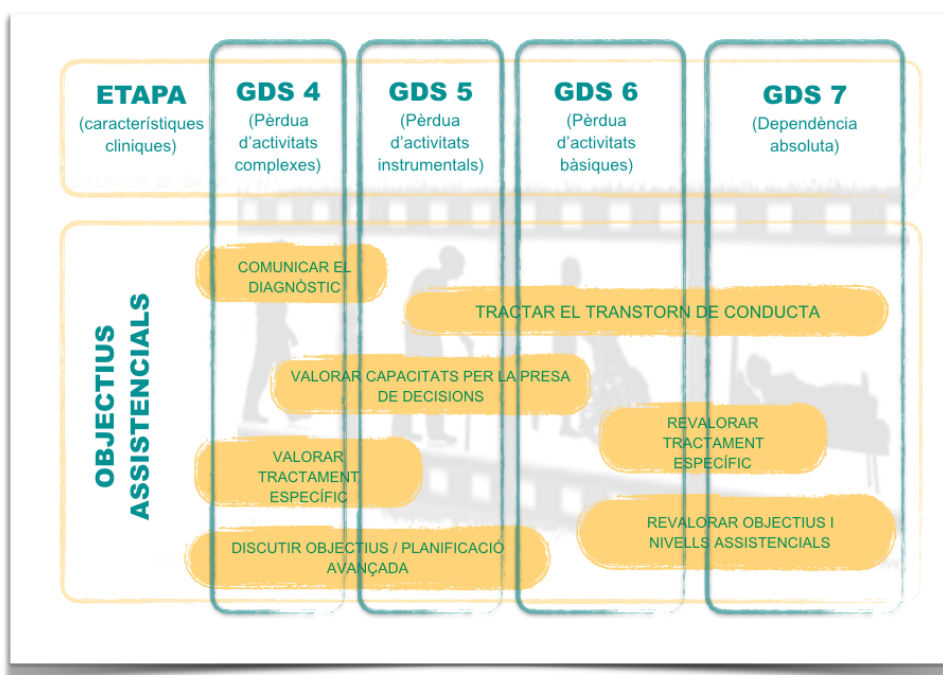 ETAPA
(característiques
cliniques)
GDS 4
(Pèrdua
d'activitats
complexes)
GDS 5
(Pèrdua
d'activitats
instrumentals)
GDS 6
(Pèrdua
d'activitats
bàsiques)
GDS 7
(Dependència
absoluta)
OBJECTIUS
ASSISTENCIALS
COMUNICAR EL
DIAGNÒSTIC
TRACTAR EL TRANSTORN DE CONDUCTA
VALORAR CAPACITATS PER LA PRESA
DE DECISIONS
REVALORAR
TRACTAMENT
ESPECÍFIC
VALORAR
TRACTAMENT
ESPECÍFIC
REVALORAR OBJECTIUS I
NIVELLS ASSISTENCIALS
DISCUTIR OBJECTIUS / PLANIFICACIÓ
AVANÇADA